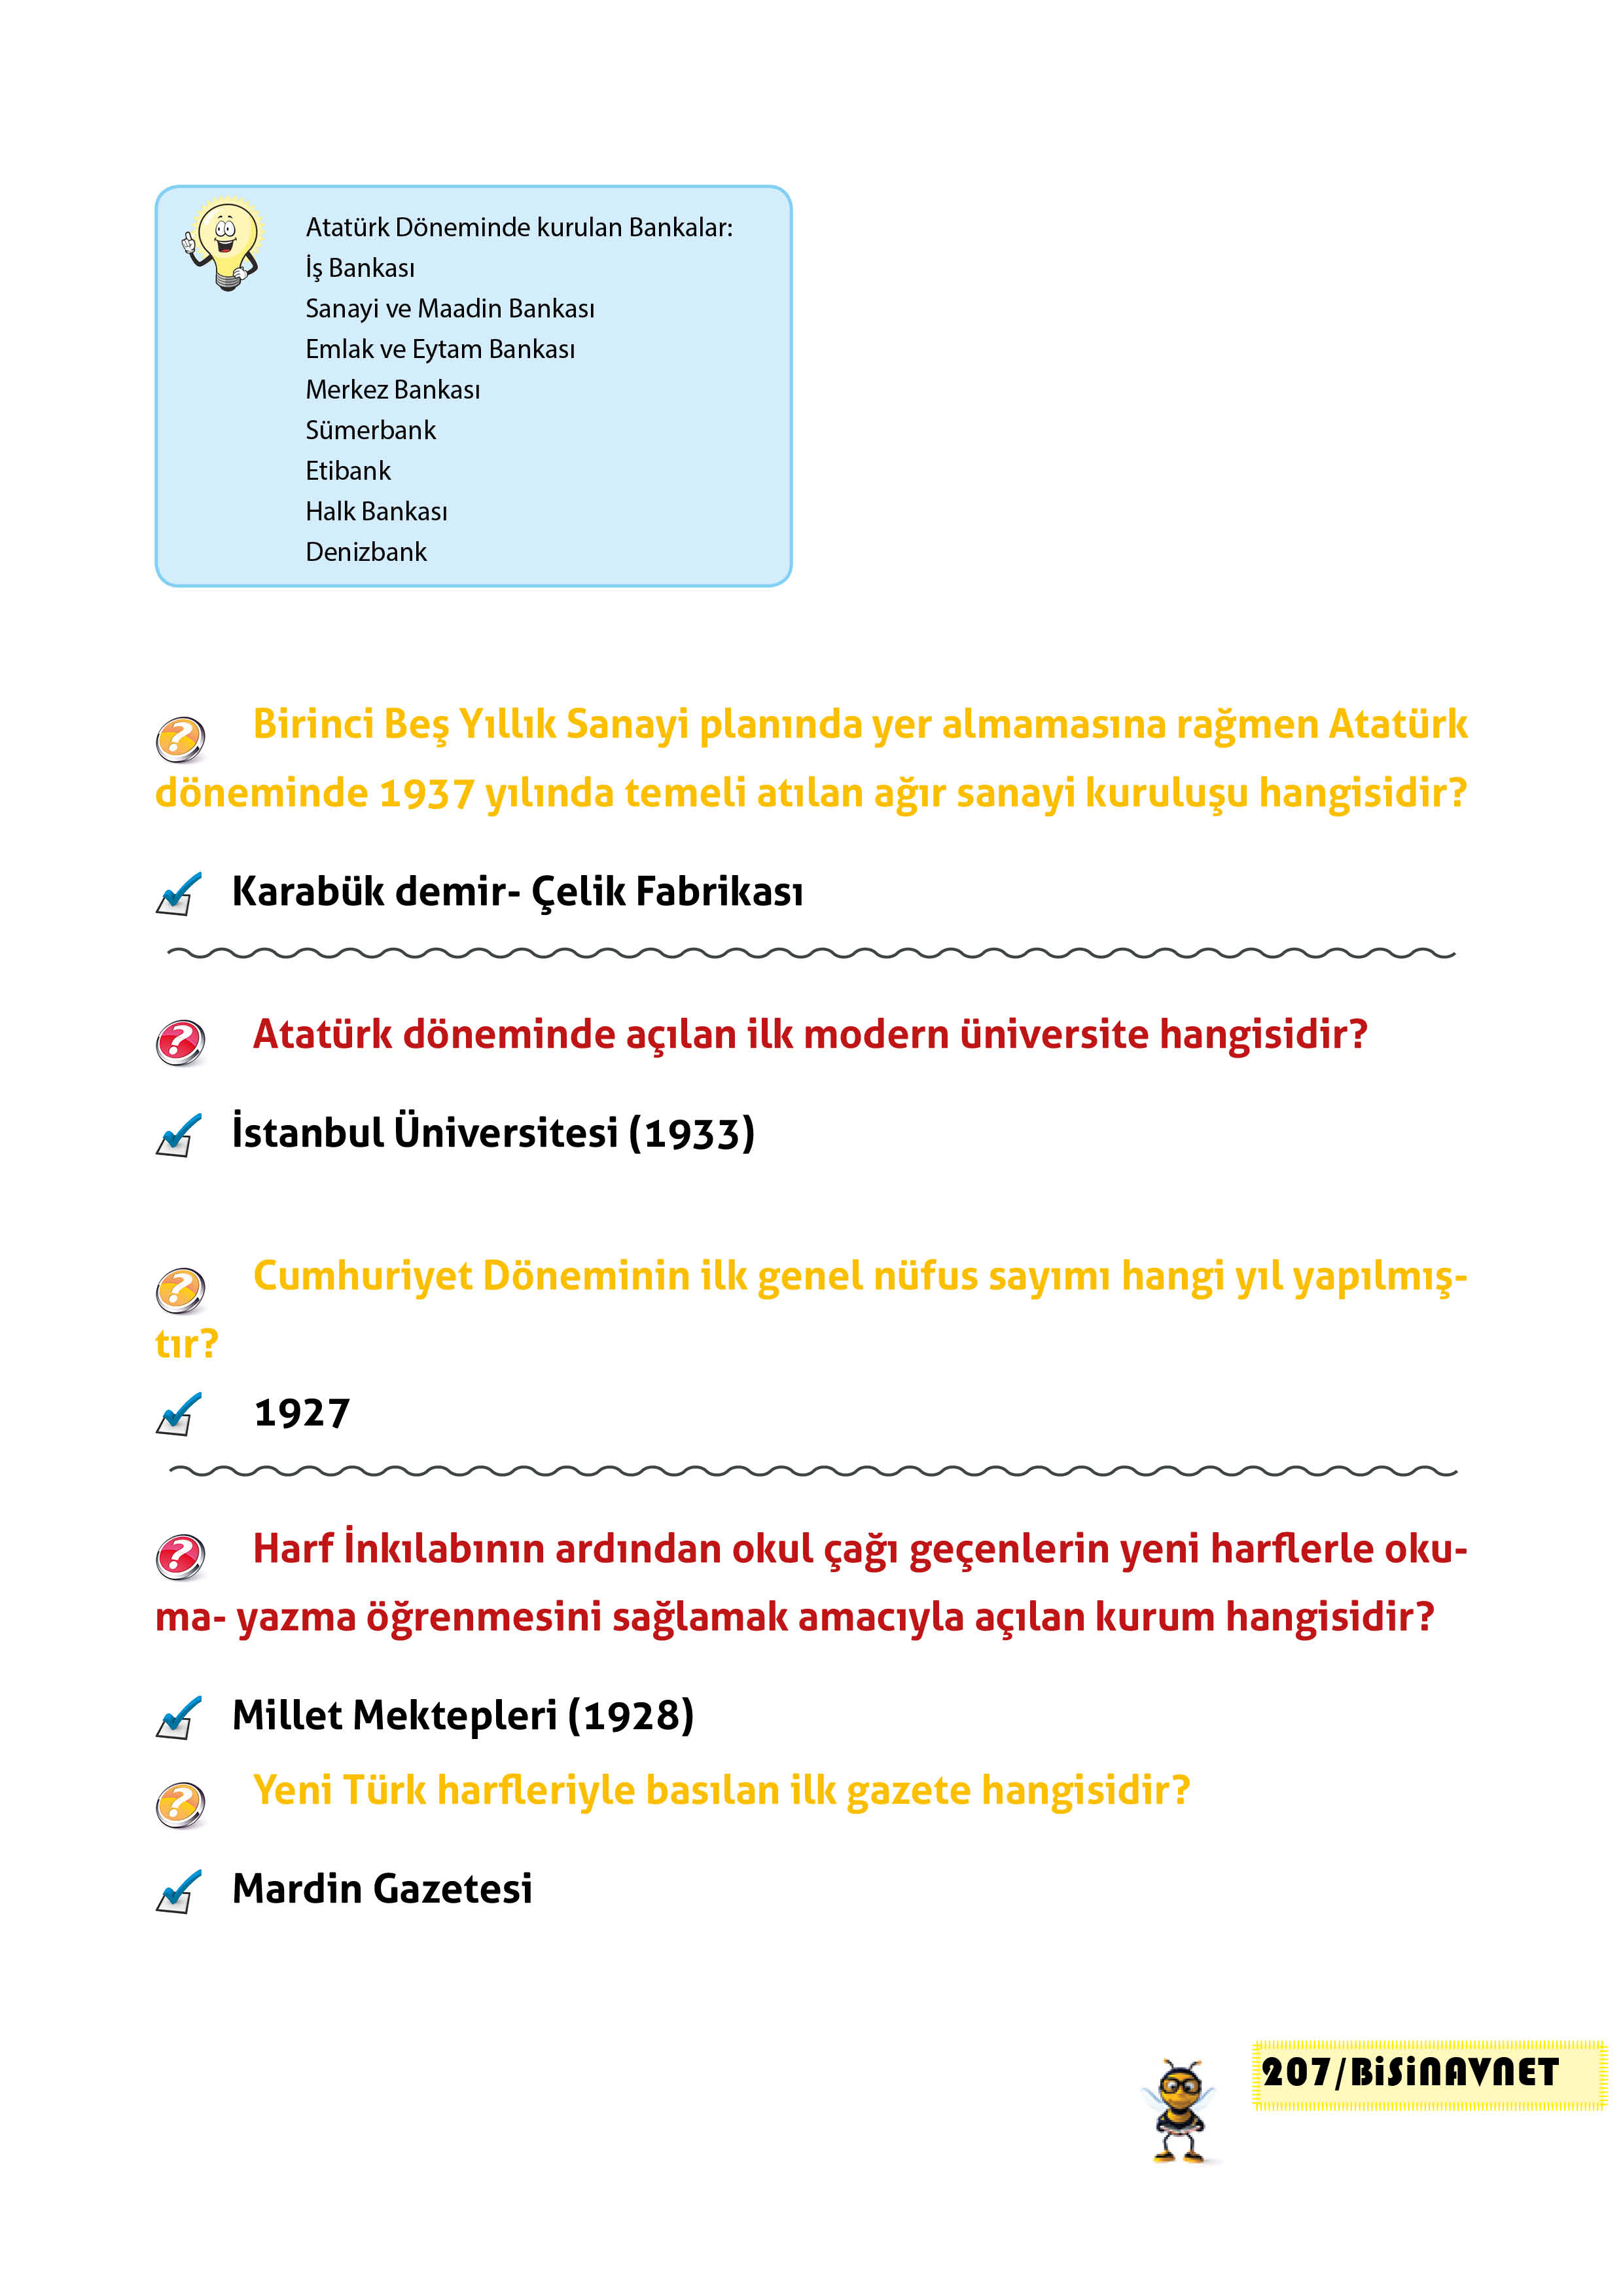 Atatürk Döneminde kurulan Bankalar:
İş Bankası
Sanayi ve Maadin Bankası
Emlak ve Eytam Bankası
Merkez Bankası
Sümerbank
Etibank
Halk Bankası
Denizbank
Birinci Beş Yıllık Sanayi planında yer almamasına rağmen Atatürk
döneminde 1937 yılında temeli atılan ağır sanayi kuruluşu hangisidir?
Karabük demir- Çelik Fabrikası
Atatürk döneminde açılan ilk modern üniversite hangisidir?
İstanbul Üniversitesi (1933)
Cumhuriyet Döneminin ilk genel nüfus sayımı hangi yıl yapılmış-
tır?
1927
Harf İnkılabının ardından okul çağı geçenlerin yeni harflerle oku-
ma- yazma öğrenmesini sağlamak amacıyla açılan kurum hangisidir?
Millet Mektepleri (1928)
Yeni Türk harfleriyle basılan ilk gazete hangisidir?
Mardin Gazetesi
207/BiSiNAVNET